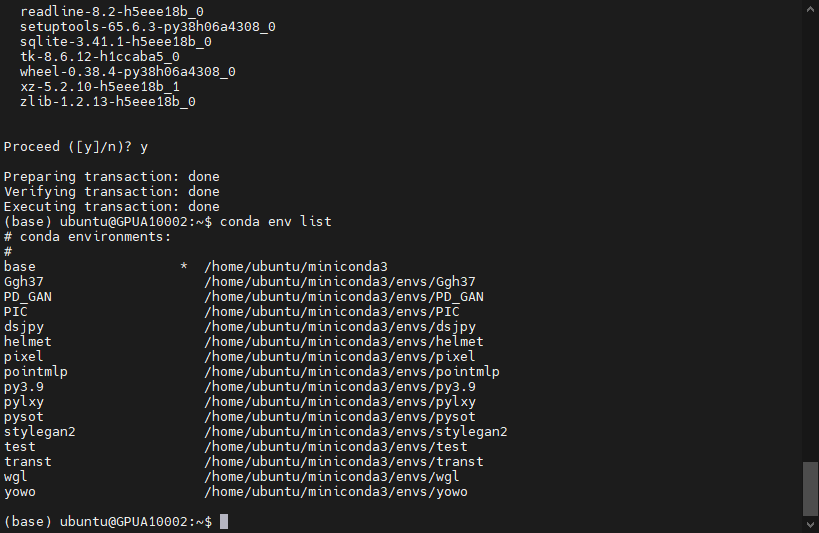 readline-8.2-h5eee18b_0
setuptools-65.6.3-py38h06a4308_0
sqlite-3.41.1-h5eee18b_0
tk-8.6.12-h1ccaba5_0
wheel-0.38.4-py38h06a4308_0
xz-5.2.10-h5eee18b_1
zlib-1.2.13-h5eee18b_0
Proceed ([y]/n)? y
Preparing transaction: done
Verifying transaction: done
Executing transaction: done
(base) ubuntu@GPUA10002:~$ conda env list
# conda environments:
#
base                  *  /home/ubuntu/miniconda3
Ggh37                    /home/ubuntu/miniconda3/envs/Ggh37
PD_GAN                   /home/ubuntu/miniconda3/envs/PD_GAN
PIC                      /home/ubuntu/miniconda3/envs/PIC
dsjpy                    /home/ubuntu/miniconda3/envs/dsjpy
helmet                   /home/ubuntu/miniconda3/envs/helmet
pixel                    /home/ubuntu/miniconda3/envs/pixel
pointmlp                 /home/ubuntu/miniconda3/envs/pointmlp
py3.9                    /home/ubuntu/miniconda3/envs/py3.9
pylxy                    /home/ubuntu/miniconda3/envs/pylxy
pysot                    /home/ubuntu/miniconda3/envs/pysot
stylegan2                /home/ubuntu/miniconda3/envs/stylegan2
test                     /home/ubuntu/miniconda3/envs/test
transt                   /home/ubuntu/miniconda3/envs/transt
wgl                      /home/ubuntu/miniconda3/envs/wgl
yowo                     /home/ubuntu/miniconda3/envs/yowo
(base) ubuntu@GPUA10002:~$